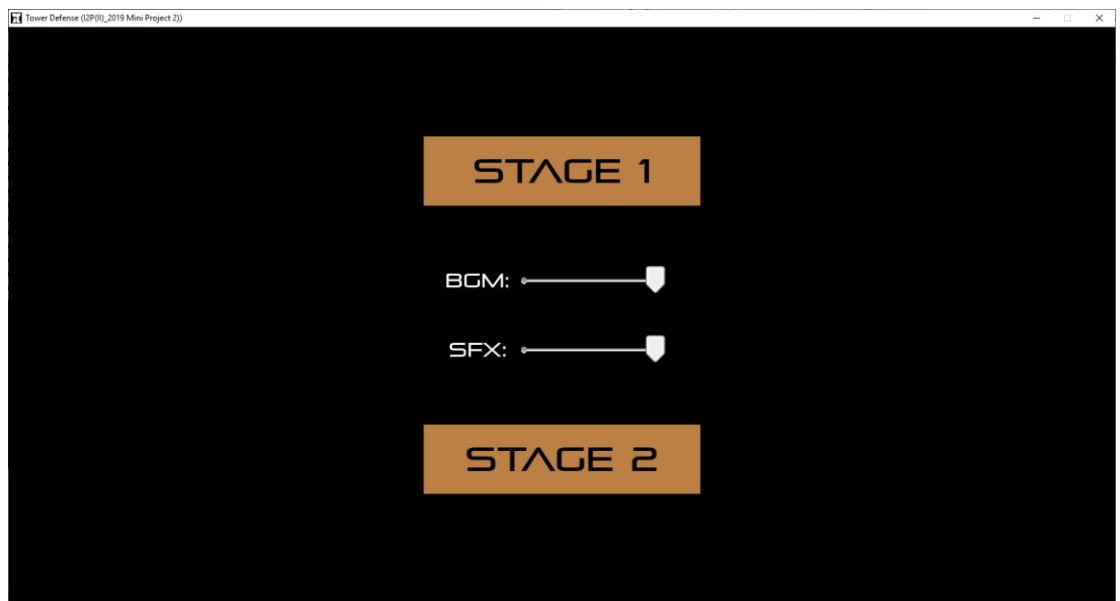 Tower Defense (I2P(II)_2019 Mini Project 2))
STAGE 1
BGM:
SFX:
STAGE 2